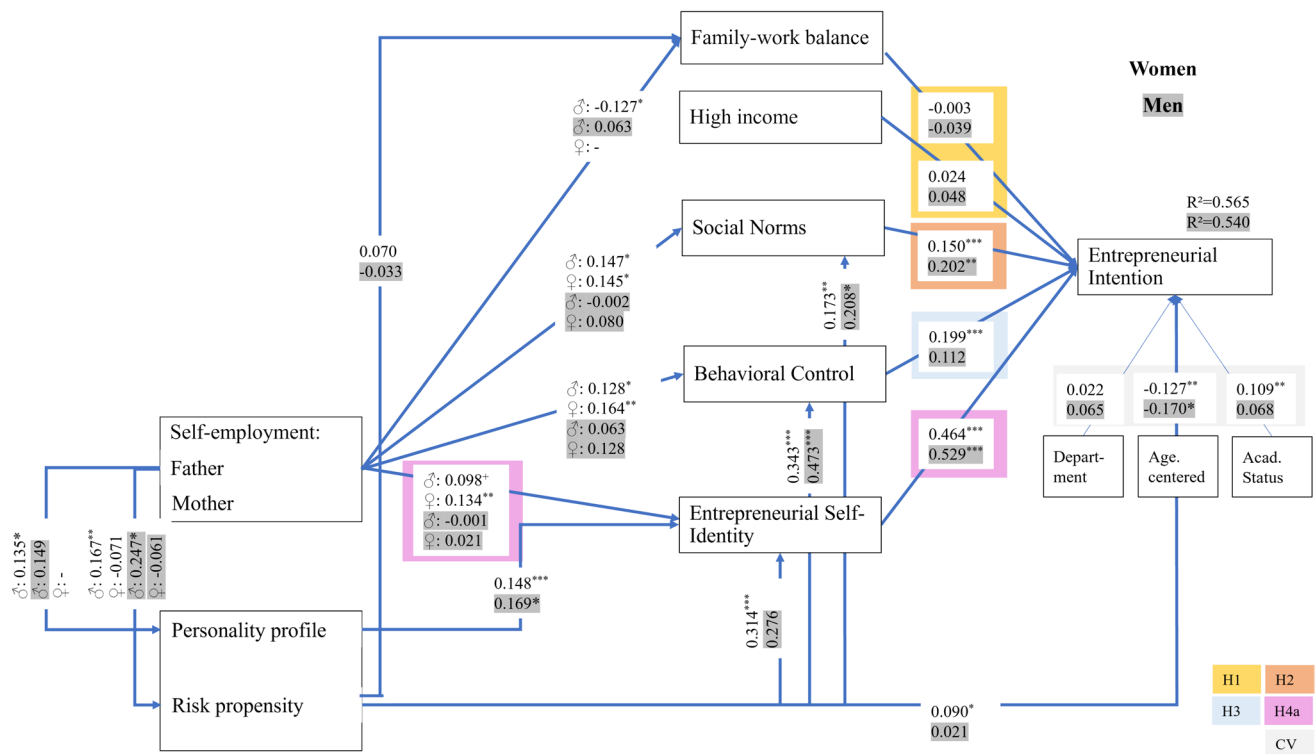 Family-work balance
Women
Men
♂: -0.127*
♂: 0.063
♀: -
High income
-0.003
-0.039
0.024
0.048
R²=0.565
R²=0.540
Social Norms
0.150***
0.202**
Entrepreneurial
Intention
0.070
-0.033
♂: 0.147*
♀: 0.145*
♂: -0.002
♀: 0.080
0.173**
0.208*
0.199***
0.112
Behavioral Control
♂: 0.128*
♀: 0.164**
♂: 0.063
♀: 0.128
0.022
0.065
-0.127**
-0.170*
0.109**
0.068
Self-employment:
Father
Mother
0.343***
0.473***
0.464***
0.529***
Depart-
ment
Age.
centered
Acad.
Status
♂: 0.098+
♀: 0.134**
♂: -0.001
♀: 0.021
Entrepreneurial Self-
Identity
♂: 0.135*
♂: 0.149
♀: -
♂: 0.167**
♀: -0.071
♂: 0.247*
♀: -0.061
0.148***
0.169*
0.314***
0.276
Personality profile
Risk propensity
0.090*
0.021
H1
H2
H3
H4a
CV